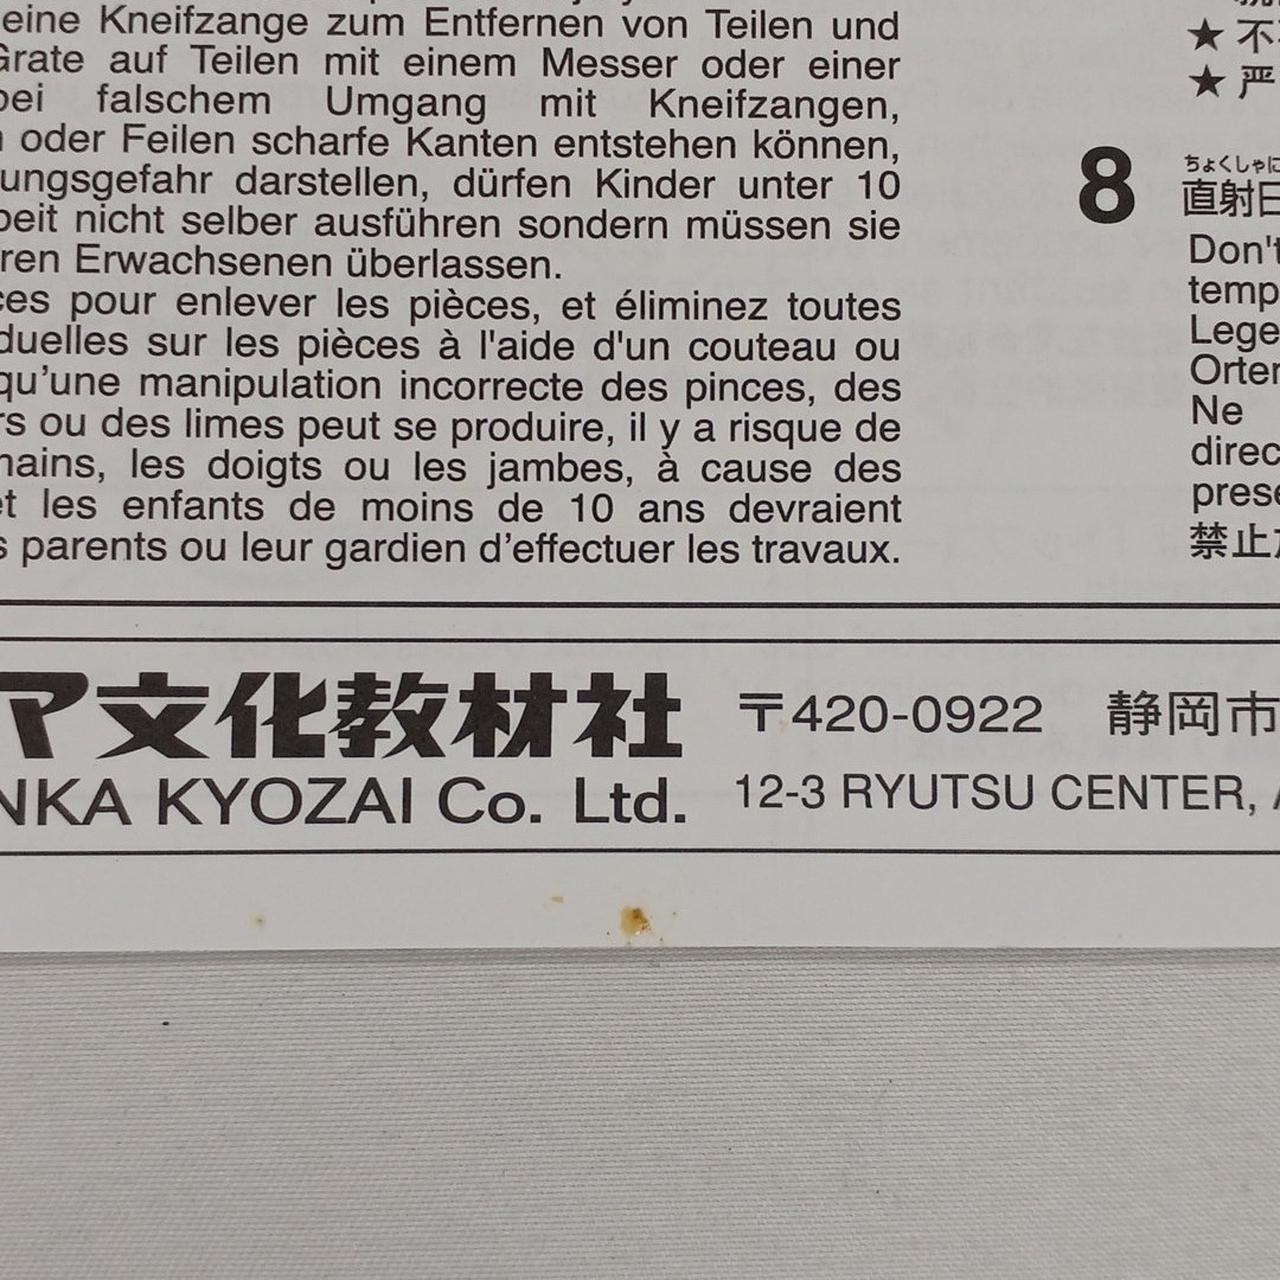 eine Kneifzange zum Entfernen von Teilen und
Grate auf Teilen mit einem Messer oder einer
bei falschem Umgang mit Kneifzangen,
oder Feilen scharfe Kanten entstehen können,
ungsgefahr darstellen, dürfen Kinder unter 10
beit nicht selber ausführen sondern müssen sie
ren Erwachsenen überlassen.
ces pour enlever les pièces, et éliminez toutes
duelles sur les pièces à l'aide d'un couteau ou
qu'une manipulation incorrecte des pinces, des
rs ou des limes peut se produire, il y a risque de
mains, les doigts ou les jambes, à cause des
et les enfants de moins de 10 ans devraient
s parents ou leur gardien d'effectuer les travaux.
★ 不
★ 严
8
ちょくしゃに
直射日
Don't
temp
Lege
Orter
Ne
direc
prese
禁止
ア文化教材社
NKA KYOZAI Co. Ltd.
〒420-0922 静岡市
12-3 RYUTSU CENTER,